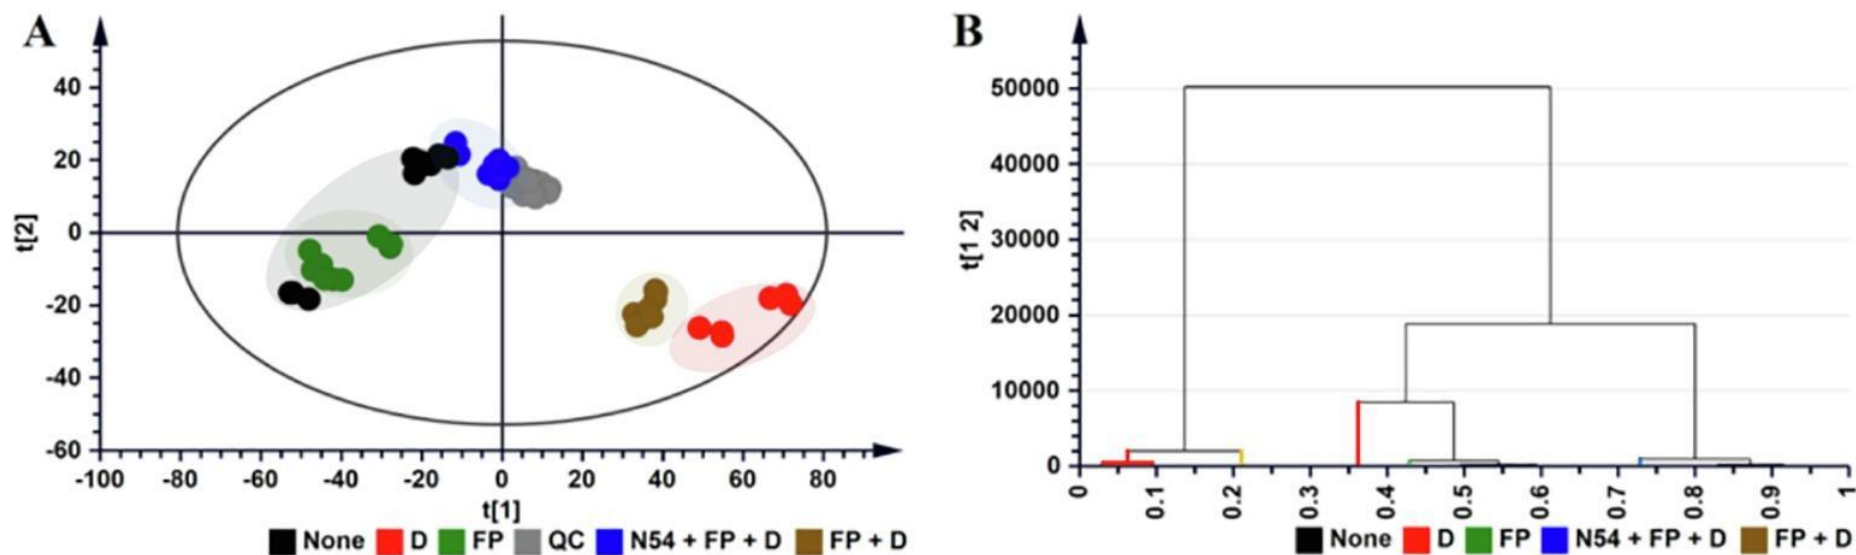 A
40
20
0
-20
-40
-60
t[2]
-100 -80 -60 -40 -20 0 20 40 60 80
t[1]
None D FP QC N54 + FP + D FP + D
B
50000
40000
30000
20000
10000
0
t[1 2]
0 0.1 0.2 0.3 0.4 0.5 0.6 0.7 0.8 0.9 1
None D FP N54 + FP + D FP + D